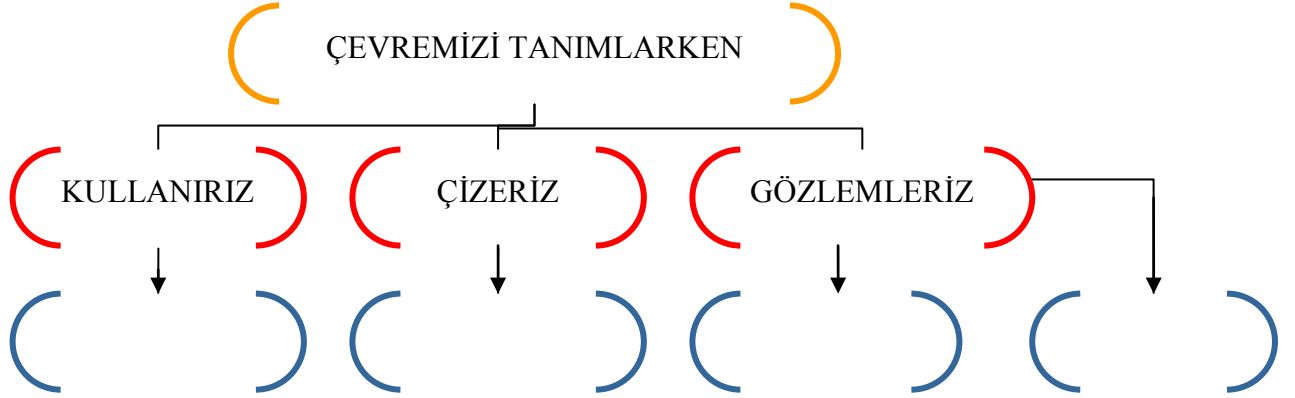 ÇEVREMİZİ TANIMLARKEN
KULLANIRIZ
ÇİZERİZ
GÖZLEMLERİZ